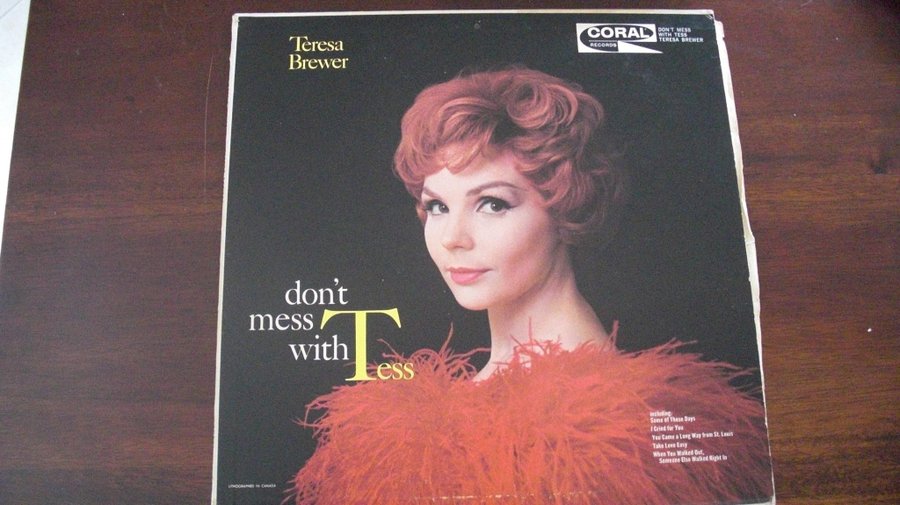 Teresa
Brewer
CORAL
RECORDS
DON'T MESS
WITH TESS
TERESA BREWER
don't
mess
with Tess
including:
Some of These Days
I Cried for You
You Came a Long Way from St. Louis
Take Love Easy
When You Walked Out,
Someone Else Walked Right In
LITHOGRAPHED IN CANADA